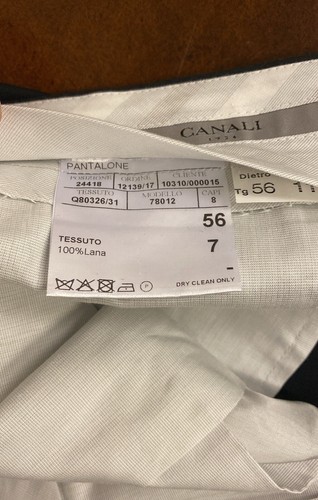 CANALI
1934
PANTALONE
POSIZIONE ORDINE CLIENTE
24418 12139/17 10310/000015
TESSUTO MODELLO CAPI
Q80326/31 78012 8
Dietro
Tg 56
56
TESSUTO 7
100%Lana
-
P
DRY CLEAN ONLY